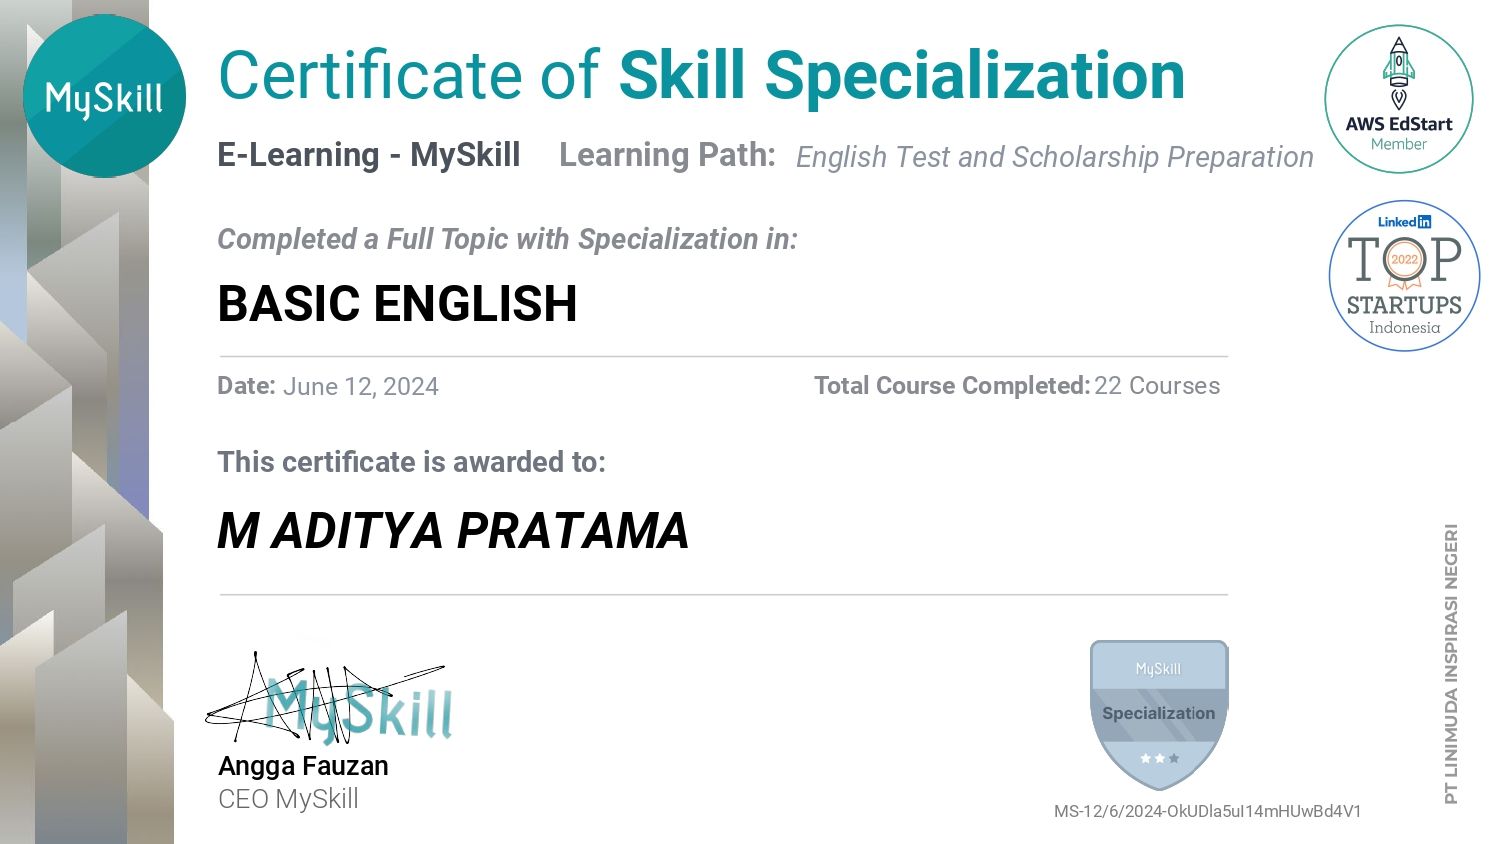 MySkill
Certificate of Skill Specialization
E-Learning - MySkill Learning Path: English Test and Scholarship Preparation
AWS EdStart
Member
Linked in
TOP
2022
STARTUPS
Indonesia
Completed a Full Topic with Specialization in:
BASIC ENGLISH
Date: June 12, 2024 Total Course Completed: 22 Courses
This certificate is awarded to:
M ADITYA PRATAMA
MySkill
Angga Fauzan
CEO MySkill
MySkill
Specialization
MS-12/6/2024-OkUDla5uI14mHUwBd4V1
PT LINIMUDA INSPIRASI NEGERI